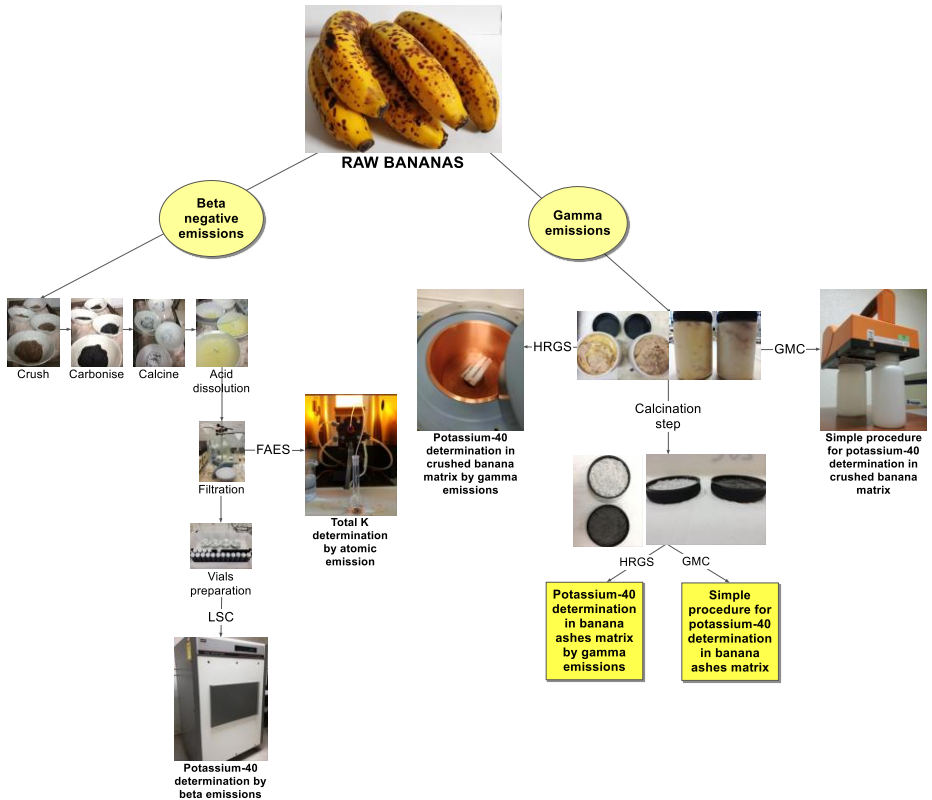 RAW BANANAS
Beta
negative
emissions
Gamma
emissions
Crush
Carbonise
Calcine
Acid
dissolution
HRGS
GMC
Calcination
step
Potassium-40
determination in
crushed banana
matrix by gamma
emissions
Simple procedure
for potassium-40
determination in
crushed banana
matrix
FAES
Filtration
Total K
determination
by atomic
emission
Vials
preparation
LSC
HRGS
GMC
Potassium-40
determination
in banana
ashes matrix
by gamma
emissions
Simple
procedure for
potassium-40
determination
in banana
ashes matrix
Potassium-40
determination by
beta emissions